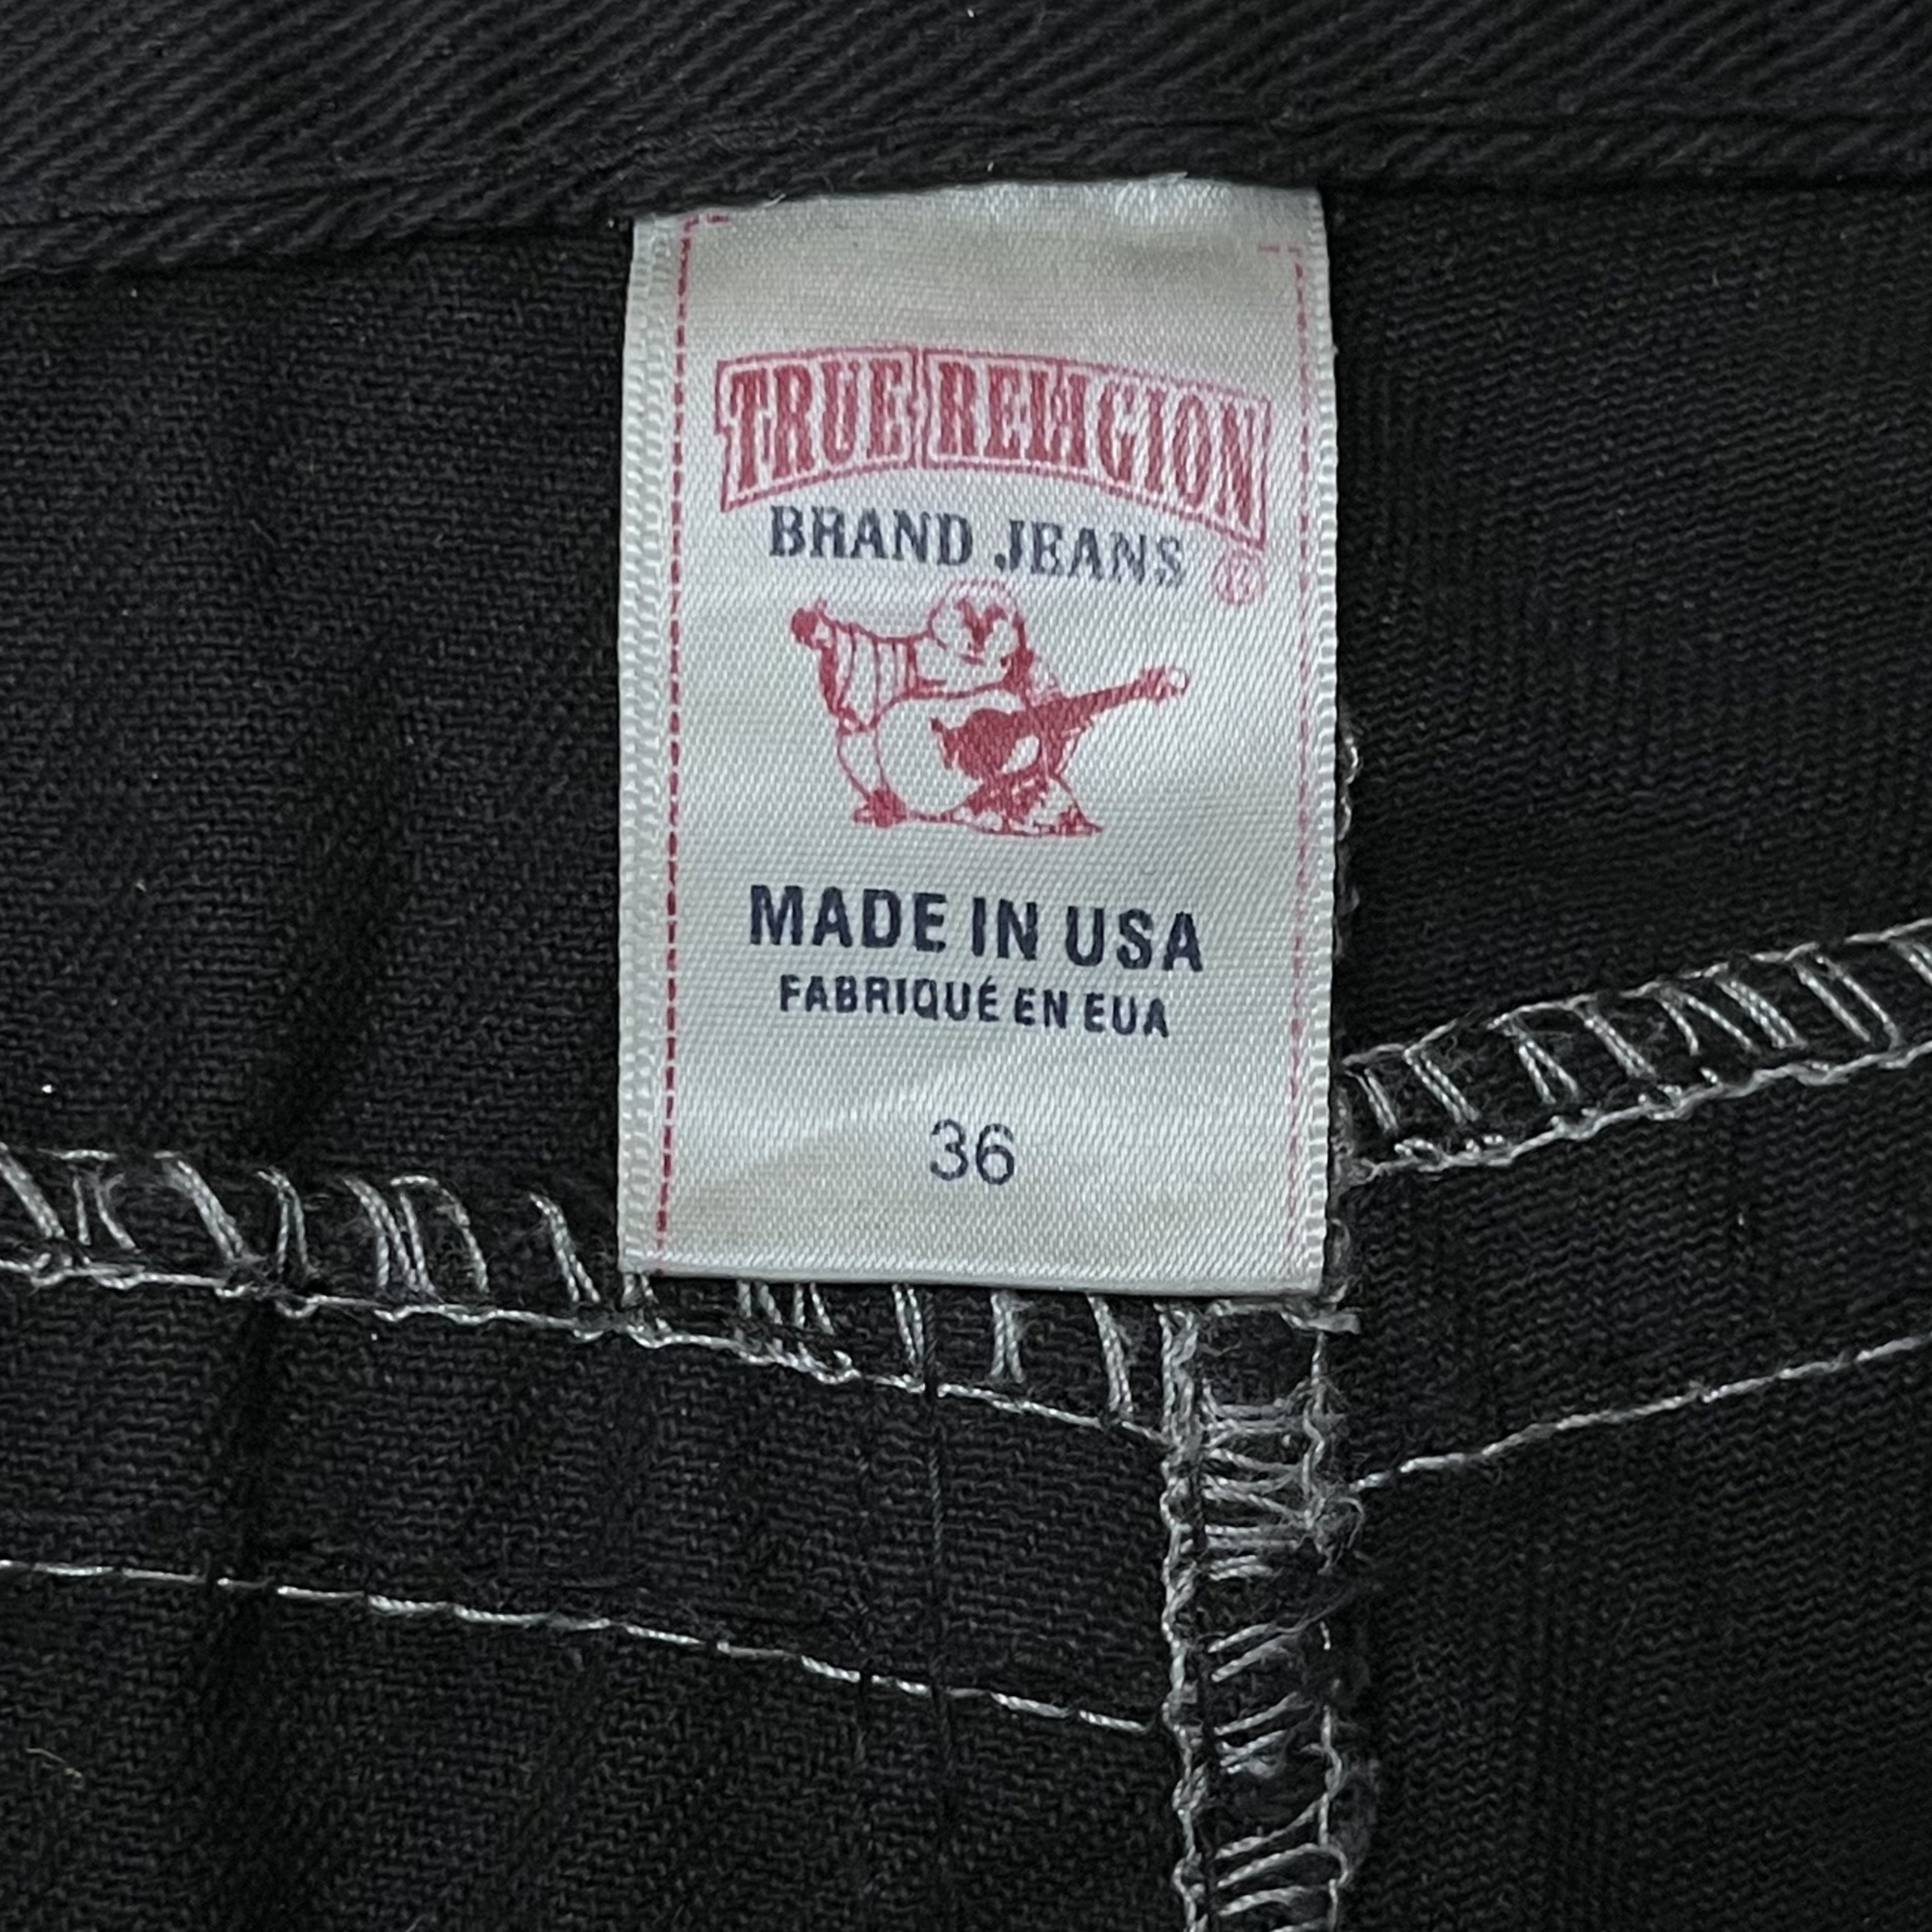 TRUE RELIGION
BRAND JEANS
®
MADE IN USA
FABRIQUÉ EN EUA
36